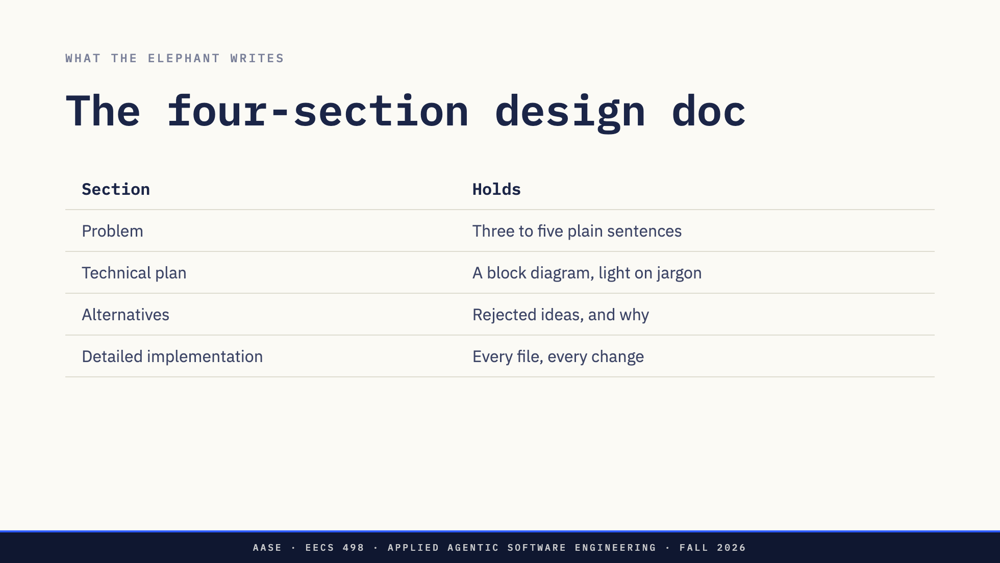 WHAT THE ELEPHANT WRITES
The four-section design doc
Section Holds
Problem Three to five plain sentences
Technical plan A block diagram, light on jargon
Alternatives Rejected ideas, and why
Detailed implementation Every file, every change
AASE · EECS 498 · APPLIED AGENTIC SOFTWARE ENGINEERING · FALL 2026